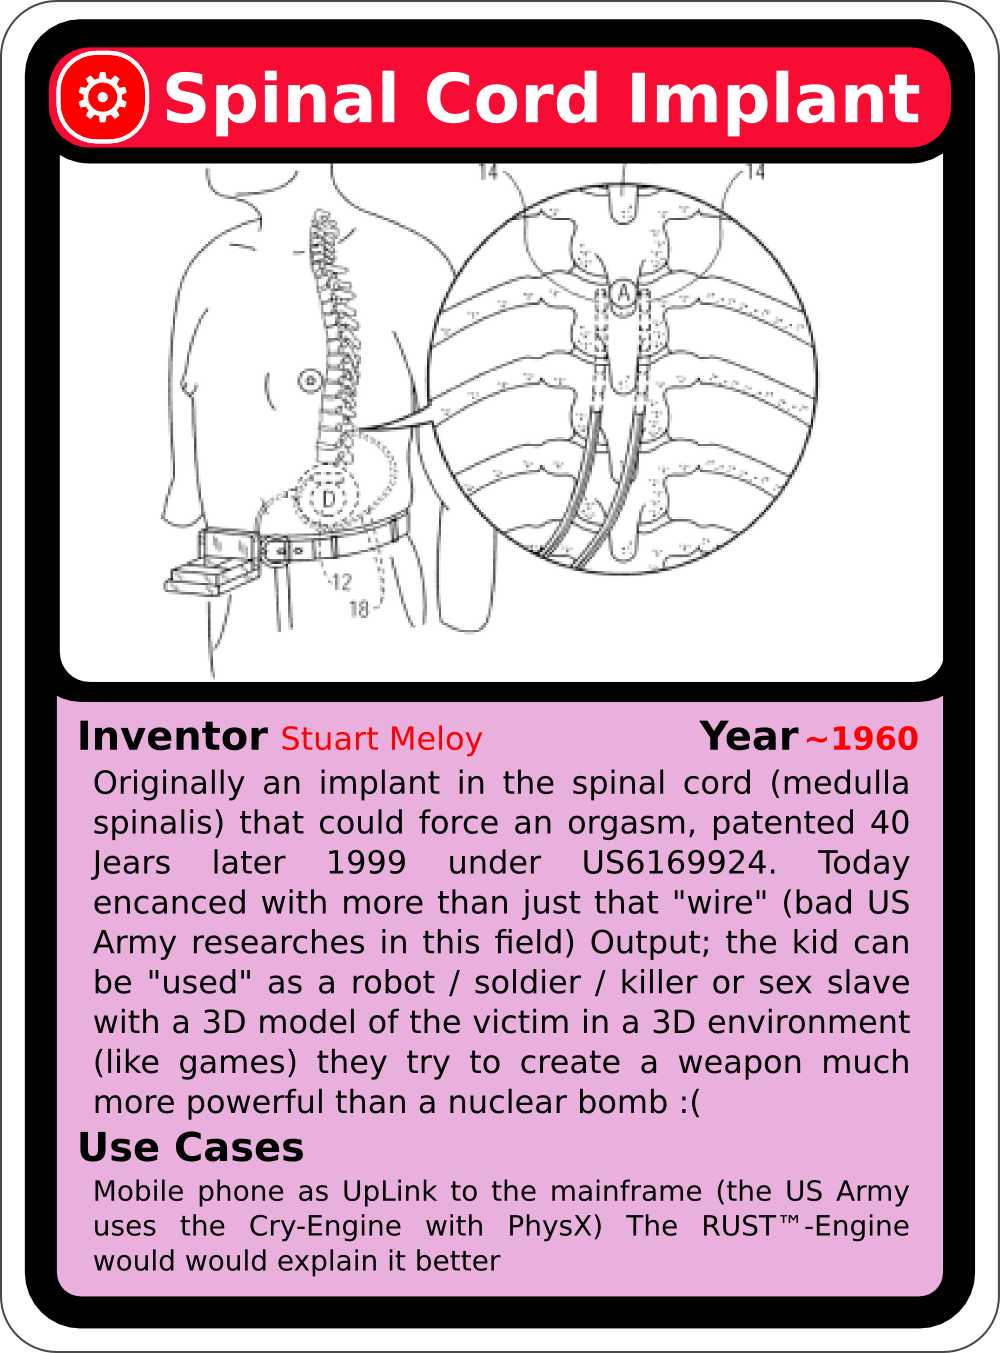 Spinal Cord Implant
14 14
A
D
12
18
Inventor Stuart Meloy Year ~1960
Originally an implant in the spinal cord (medulla
spinalis) that could force an orgasm, patented 40
Jears later 1999 under US6169924. Today
encanced with more than just that "wire" (bad US
Army researches in this field) Output; the kid can
be "used" as a robot / soldier / killer or sex slave
with a 3D model of the victim in a 3D environment
(like games) they try to create a weapon much
more powerful than a nuclear bomb :(
Use Cases
Mobile phone as UpLink to the mainframe (the US Army
uses the Cry-Engine with PhysX) The RUST™-Engine
would would explain it better